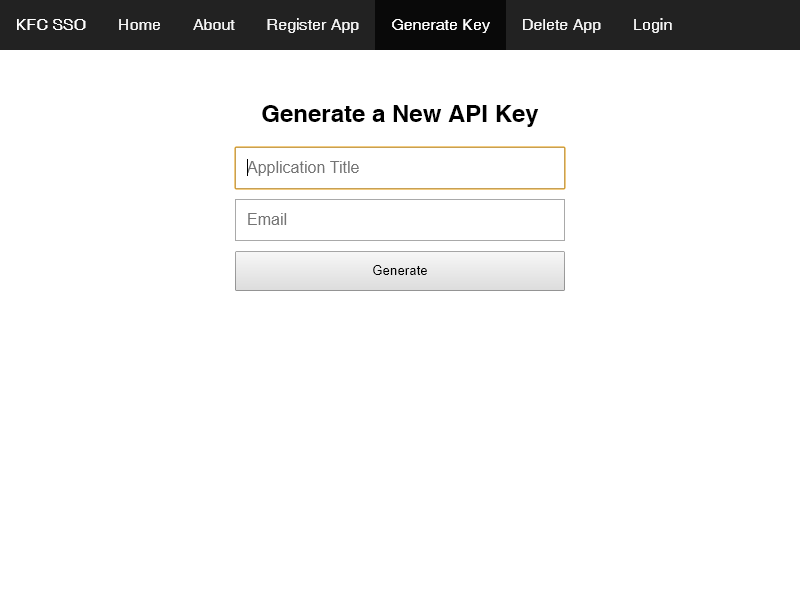 KFC SSO Home About Register App Generate Key Delete App Login
Generate a New API Key
Application Title
Email
Generate